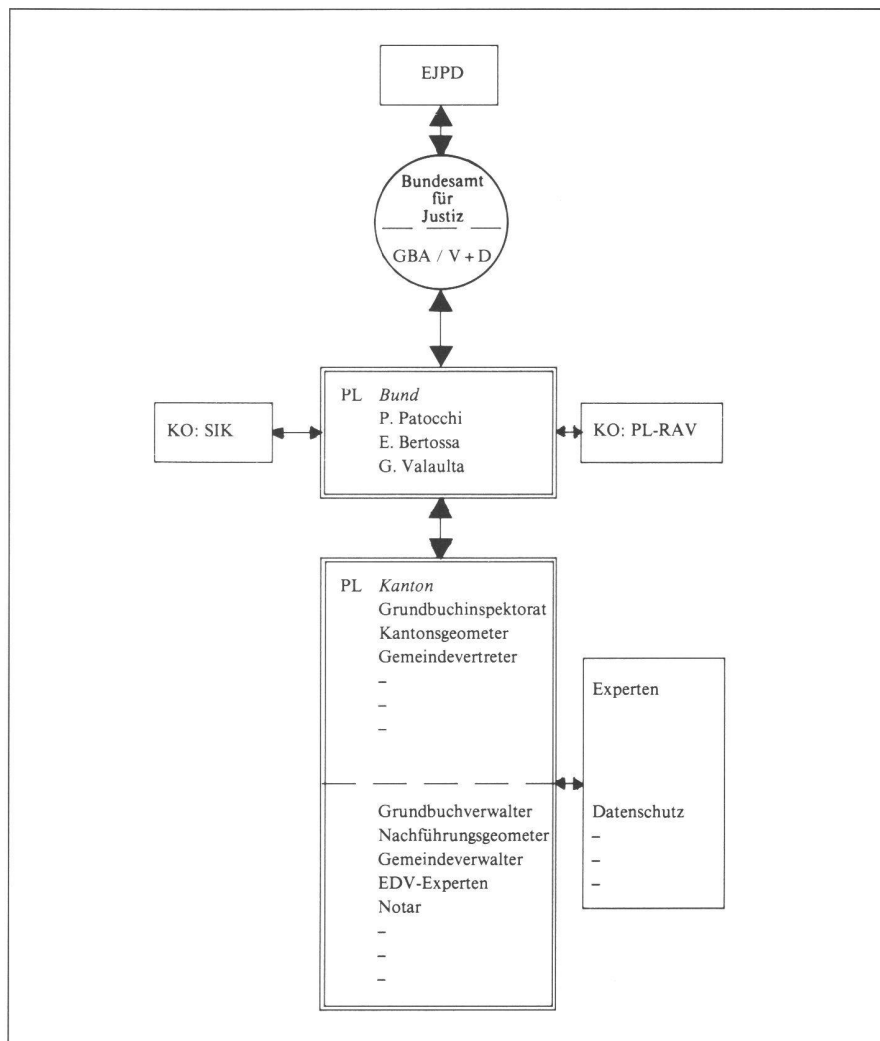 EJPD
Bundesamt
für
Justiz
GBA / V + D
KO: SIK
PL Bund
P. Patocchi
E. Bertossa
G. Valaulta
KO: PL-RAV
PL Kanton
Grundbuchinspektorat
Kantonsgeometer
Gemeindevertreter
–
–
–
Grundbuchverwalter
Nachführungsgeometer
Gemeindeverwalter
EDV-Experten
Notar
–
–
–
Experten
Datenschutz
–
–
–